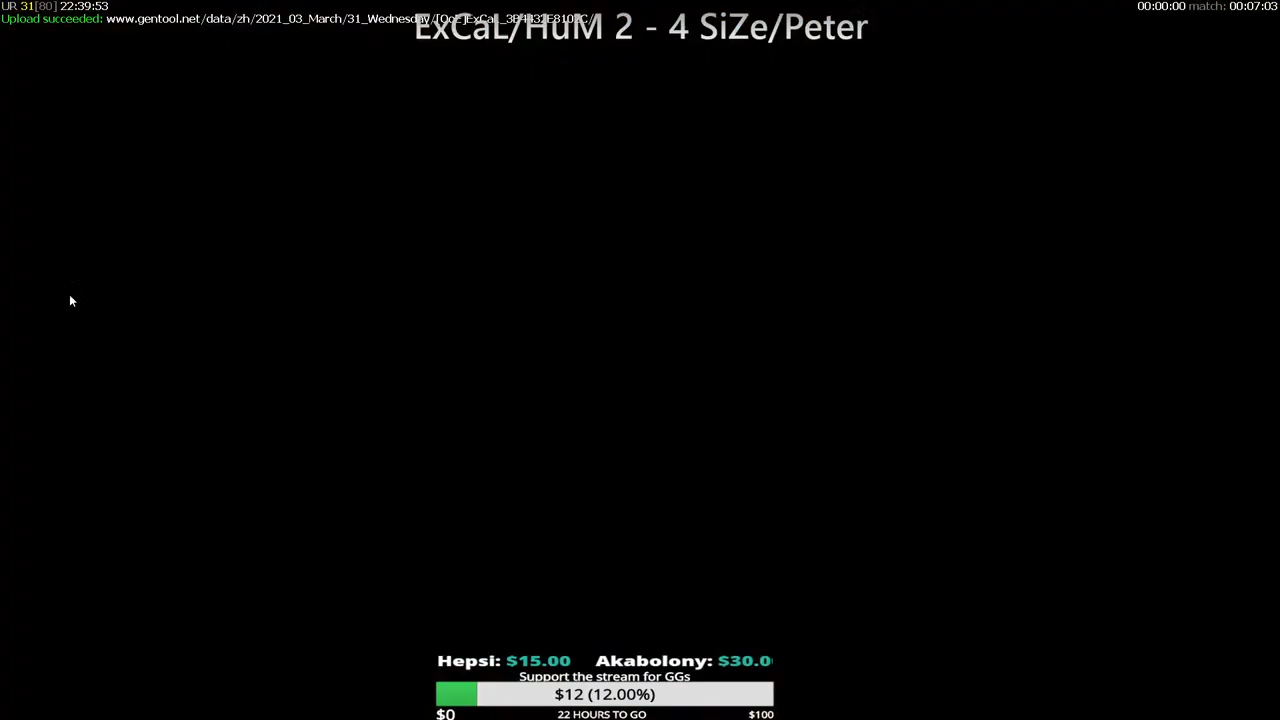 UR 31[80] 22:39:53
00:00:00 match: 00:07:03
Upload succeeded: www.gentool.net/data/zh/2021_03_March/31_Wednesday/
ExCaL/HuM 2 - 4 SiZe/Peter
Hepsi: $15.00 Akabolony: $30.0
Support the stream for GGs
$12 (12.00%)
$0 22 HOURS TO GO $100